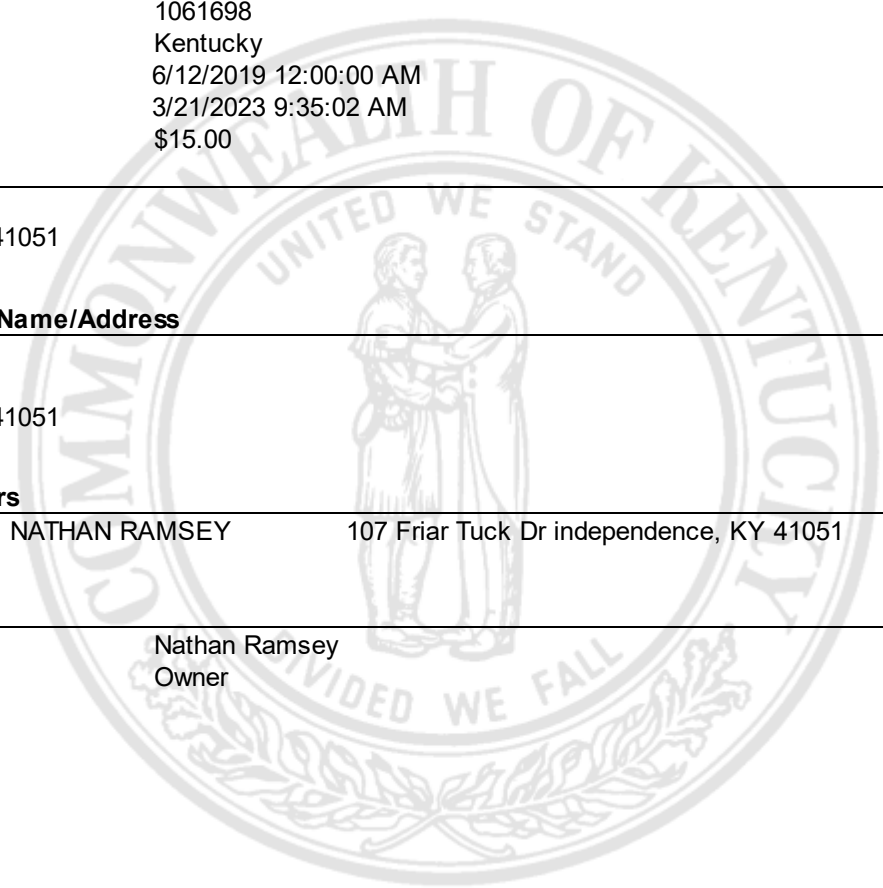 1061698
Kentucky
6/12/2019 12:00:00 AM
3/21/2023 9:35:02 AM
$15.00
41051
Name/Address
41051
rs
NATHAN RAMSEY 107 Friar Tuck Dr independence, KY 41051
Nathan Ramsey
Owner
COMMONWEALTH OF KENTUCKY
UNITED WE STAND
DIVIDED WE FALL